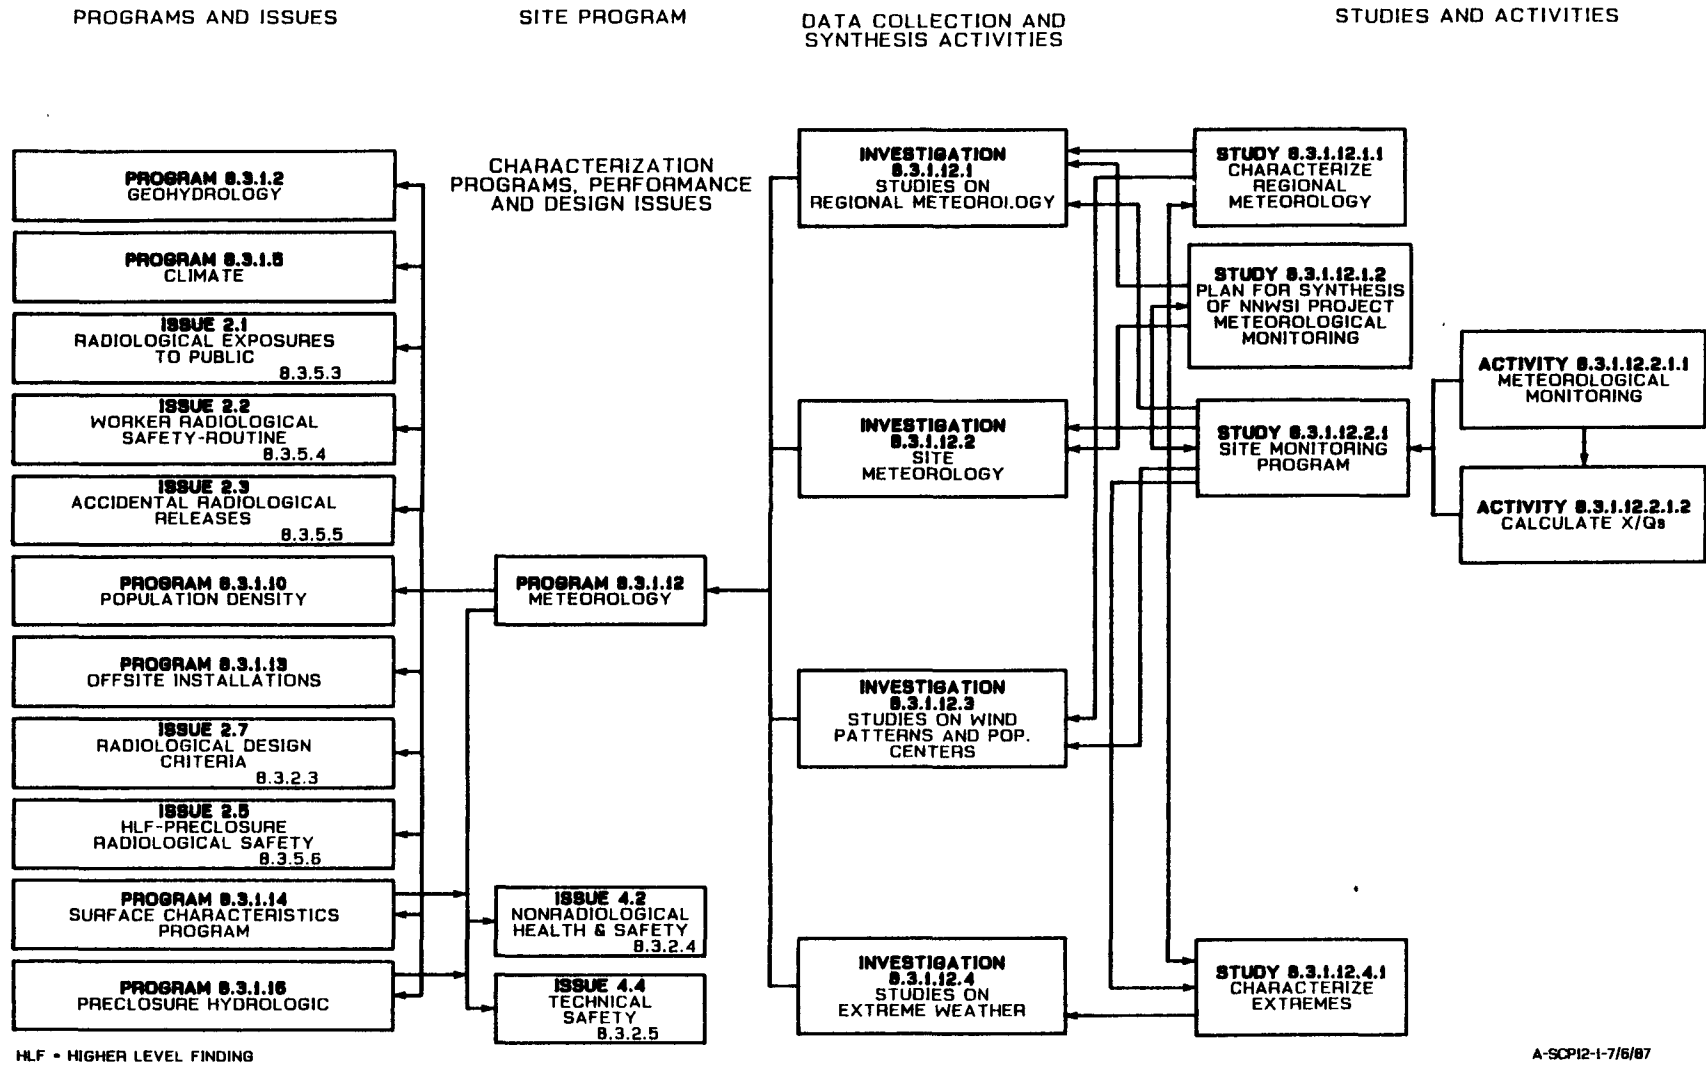 PROGRAMS AND ISSUES
SITE PROGRAM
DATA COLLECTION AND
SYNTHESIS ACTIVITIES
STUDIES AND ACTIVITIES
PROGRAM 8.3.1.2
GEOHYDROLOGY
PROGRAM 8.3.1.5
CLIMATE
ISSUE 2.1
RADIOLOGICAL EXPOSURES
TO PUBLIC
8.3.5.3
ISSUE 2.2
WORKER RADIOLOGICAL
SAFETY-ROUTINE
8.3.5.4
ISSUE 2.3
ACCIDENTAL RADIOLOGICAL
RELEASES
8.3.5.5
PROGRAM 8.3.1.10
POPULATION DENSITY
PROGRAM 8.3.1.13
OFFSITE INSTALLATIONS
ISSUE 2.7
RADIOLOGICAL DESIGN
CRITERIA
8.3.2.3
ISSUE 2.5
HLF-PRECLOSURE
RADIOLOGICAL SAFETY
8.3.5.6
PROGRAM 8.3.1.14
SURFACE CHARACTERISTICS
PROGRAM
PROGRAM 8.3.1.16
PRECLOSURE HYDROLOGIC
CHARACTERIZATION
PROGRAMS, PERFORMANCE
AND DESIGN ISSUES
PROGRAM 8.3.1.12
METEOROLOGY
ISSUE 4.2
NONRADIOLOGICAL
HEALTH & SAFETY
8.3.2.4
ISSUE 4.4
TECHNICAL
SAFETY
8.3.2.5
INVESTIGATION
8.3.1.12.1
STUDIES ON
REGIONAL METEOROLOGY
INVESTIGATION
8.3.1.12.2
SITE
METEOROLOGY
INVESTIGATION
8.3.1.12.3
STUDIES ON WIND
PATTERNS AND POP.
CENTERS
INVESTIGATION
8.3.1.12.4
STUDIES ON
EXTREME WEATHER
STUDY 8.3.1.12.1.1
CHARACTERIZE
REGIONAL
METEOROLOGY
STUDY 8.3.1.12.1.2
PLAN FOR SYNTHESIS
OF NNWSI PROJECT
METEOROLOGICAL
MONITORING
STUDY 8.3.1.12.2.1
SITE MONITORING
PROGRAM
STUDY 8.3.1.12.4.1
CHARACTERIZE
EXTREMES
ACTIVITY 8.3.1.12.2.1.1
METEOROLOGICAL
MONITORING
ACTIVITY 8.3.1.12.2.1.2
CALCULATE X/Qs
HLF = HIGHER LEVEL FINDING
A-SCP12-1-7/6/87